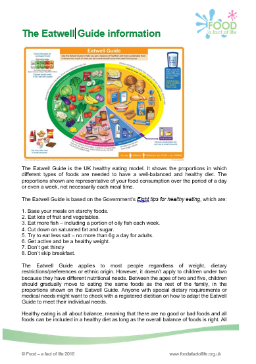 FOOD
a fact of life
The Eatwell Guide information
Eatwell Guide
The Eatwell Guide is the UK healthy eating model. It shows the proportions in which
different types of foods are needed to have a well-balanced and healthy diet. The
proportions shown are representative of your food consumption over the period of a day
or even a week, not necessarily each meal time.
The Eatwell Guide is based on the Government's Eight tips for healthy eating, which are:
1. Base your meals on starchy foods.
2. Eat lots of fruit and vegetables.
3. Eat more fish – including a portion of oily fish each week.
4. Cut down on saturated fat and sugar.
5. Try to eat less salt – no more than 6g a day for adults.
6. Get active and be a healthy weight.
7. Don't get thirsty.
8. Don't skip breakfast.
The Eatwell Guide applies to most people regardless of weight, dietary
restrictions/preferences or ethnic origin. However, it doesn't apply to children under two
because they have different nutritional needs. Between the ages of two and five, children
should gradually move to eating the same foods as the rest of the family, in the
proportions shown on the Eatwell Guide. Anyone with special dietary requirements or
medical needs might want to check with a registered dietitian on how to adapt the Eatwell
Guide to meet their individual needs.
Healthy eating is all about balance, meaning that there are no good or bad foods and all
foods can be included in a healthy diet as long as the overall balance of foods is right. All
© Food – a fact of life
www.foodafactoflife.org.uk